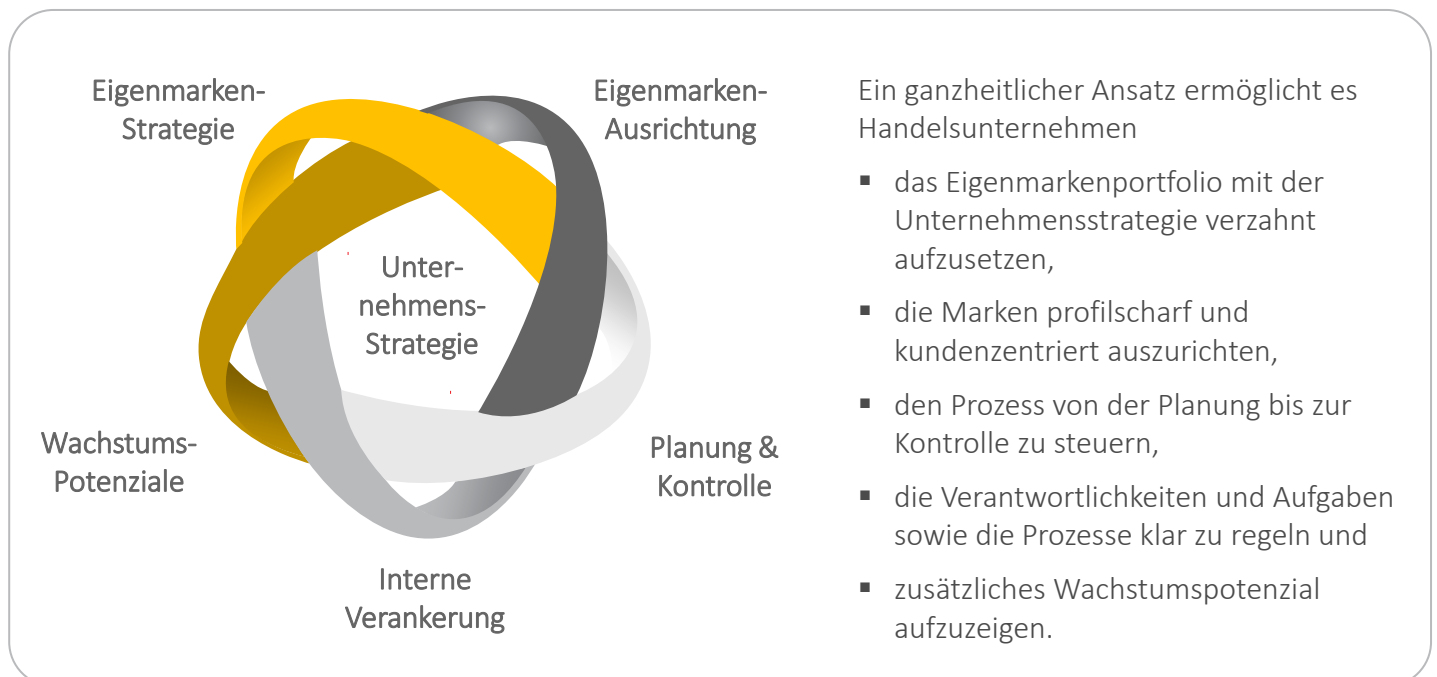 Eigenmarken-
Strategie
Eigenmarken-
Ausrichtung
Unter-
nehmens-
Strategie
Wachstums-
Potenziale
Planung &
Kontrolle
Interne
Verankerung
Ein ganzheitlicher Ansatz ermöglicht es
Handelsunternehmen
▪ das Eigenmarkenportfolio mit der
Unternehmensstrategie verzahnt
aufzusetzen,
▪ die Marken profilscharf und
kundenzentriert auszurichten,
▪ den Prozess von der Planung bis zur
Kontrolle zu steuern,
▪ die Verantwortlichkeiten und Aufgaben
sowie die Prozesse klar zu regeln und
▪ zusätzliches Wachstumspotenzial
aufzuzeigen.